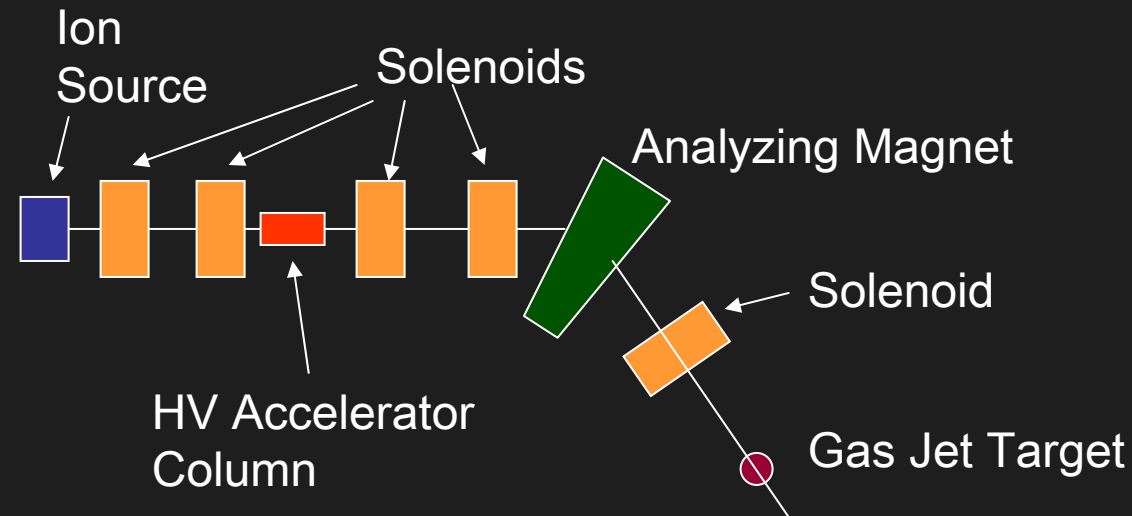 Ion
Source
Solenoids
Analyzing Magnet
Solenoid
HV Accelerator
Column
Gas Jet Target